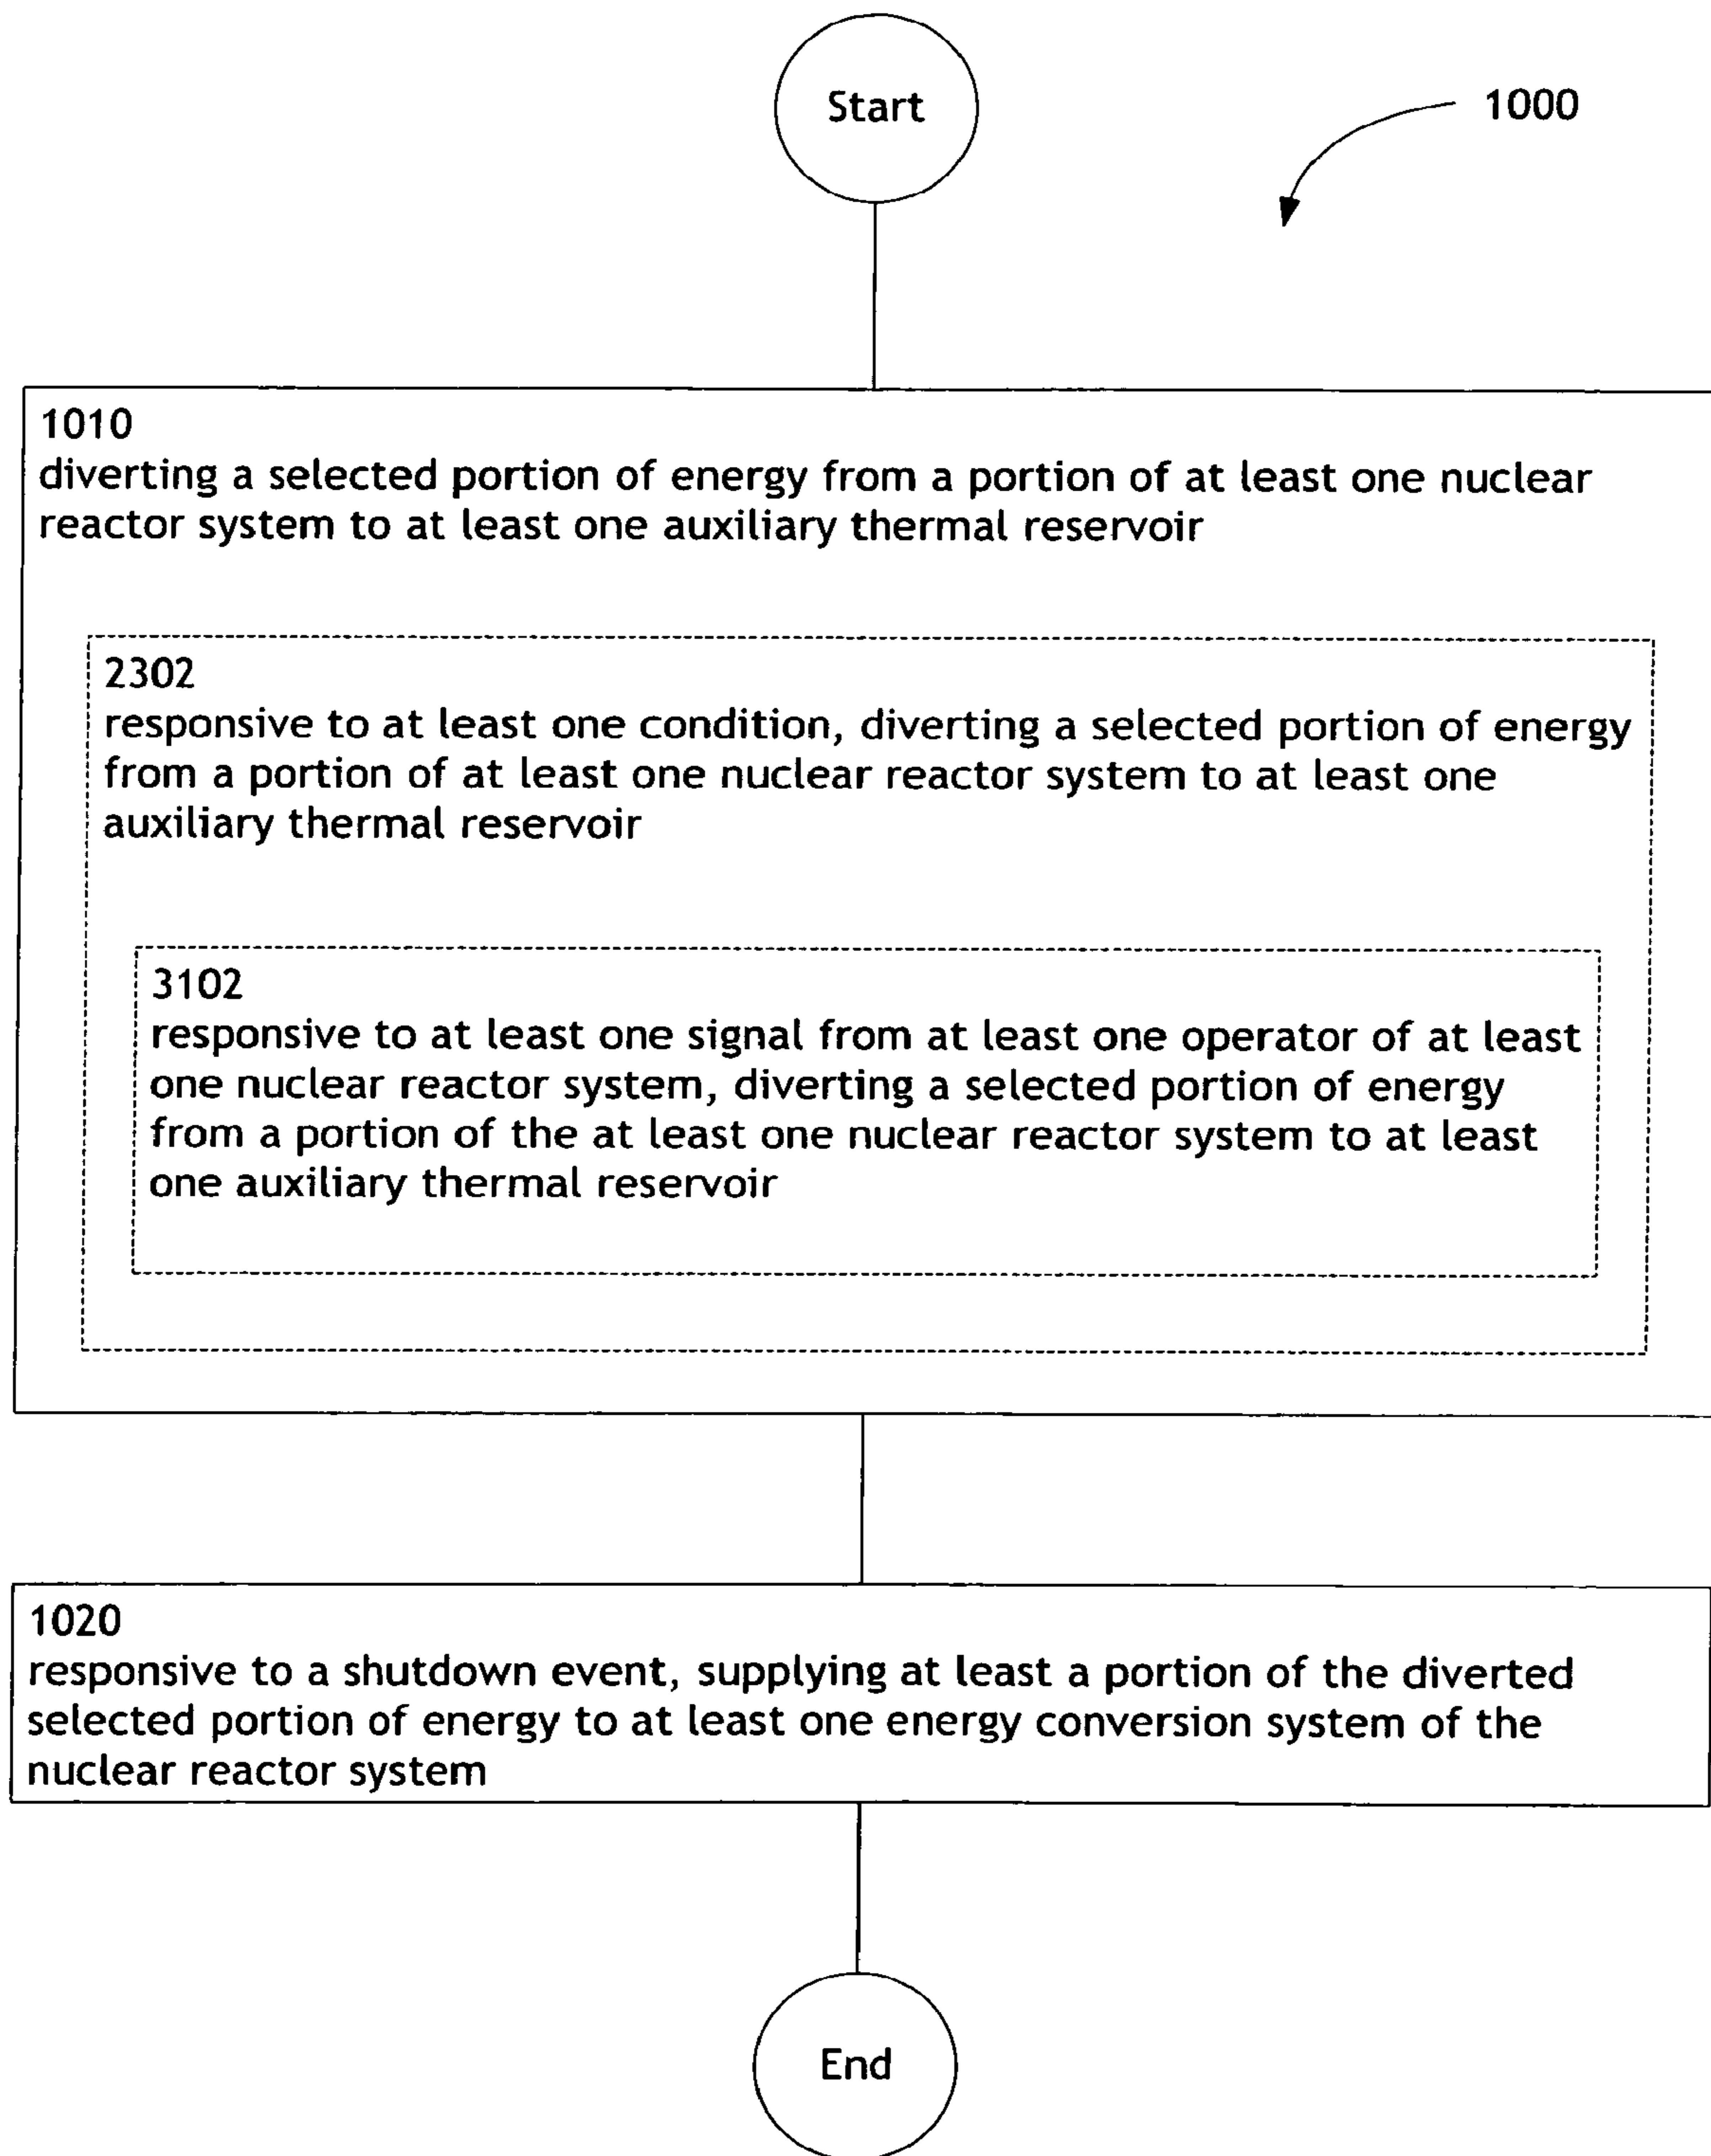 Start
1000
1010
diverting a selected portion of energy from a portion of at least one nuclear
reactor system to at least one auxiliary thermal reservoir
2302
responsive to at least one condition, diverting a selected portion of energy
from a portion of at least one nuclear reactor system to at least one
auxiliary thermal reservoir
3102
responsive to at least one signal from at least one operator of at least
one nuclear reactor system, diverting a selected portion of energy
from a portion of the at least one nuclear reactor system to at least
one auxiliary thermal reservoir
1020
responsive to a shutdown event, supplying at least a portion of the diverted
selected portion of energy to at least one energy conversion system of the
nuclear reactor system
End